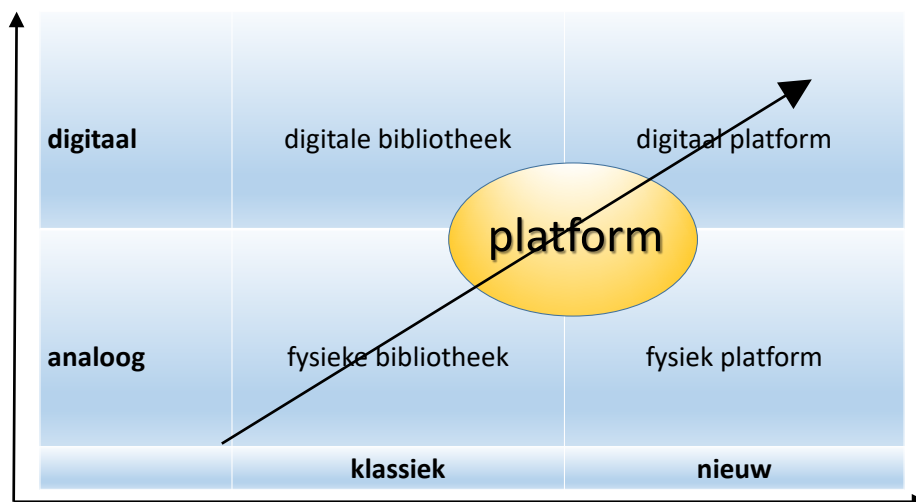 digitaal
digitale bibliotheek
digitaal platform
platform
analoog
fysieke bibliotheek
fysiek platform
klassiek
nieuw